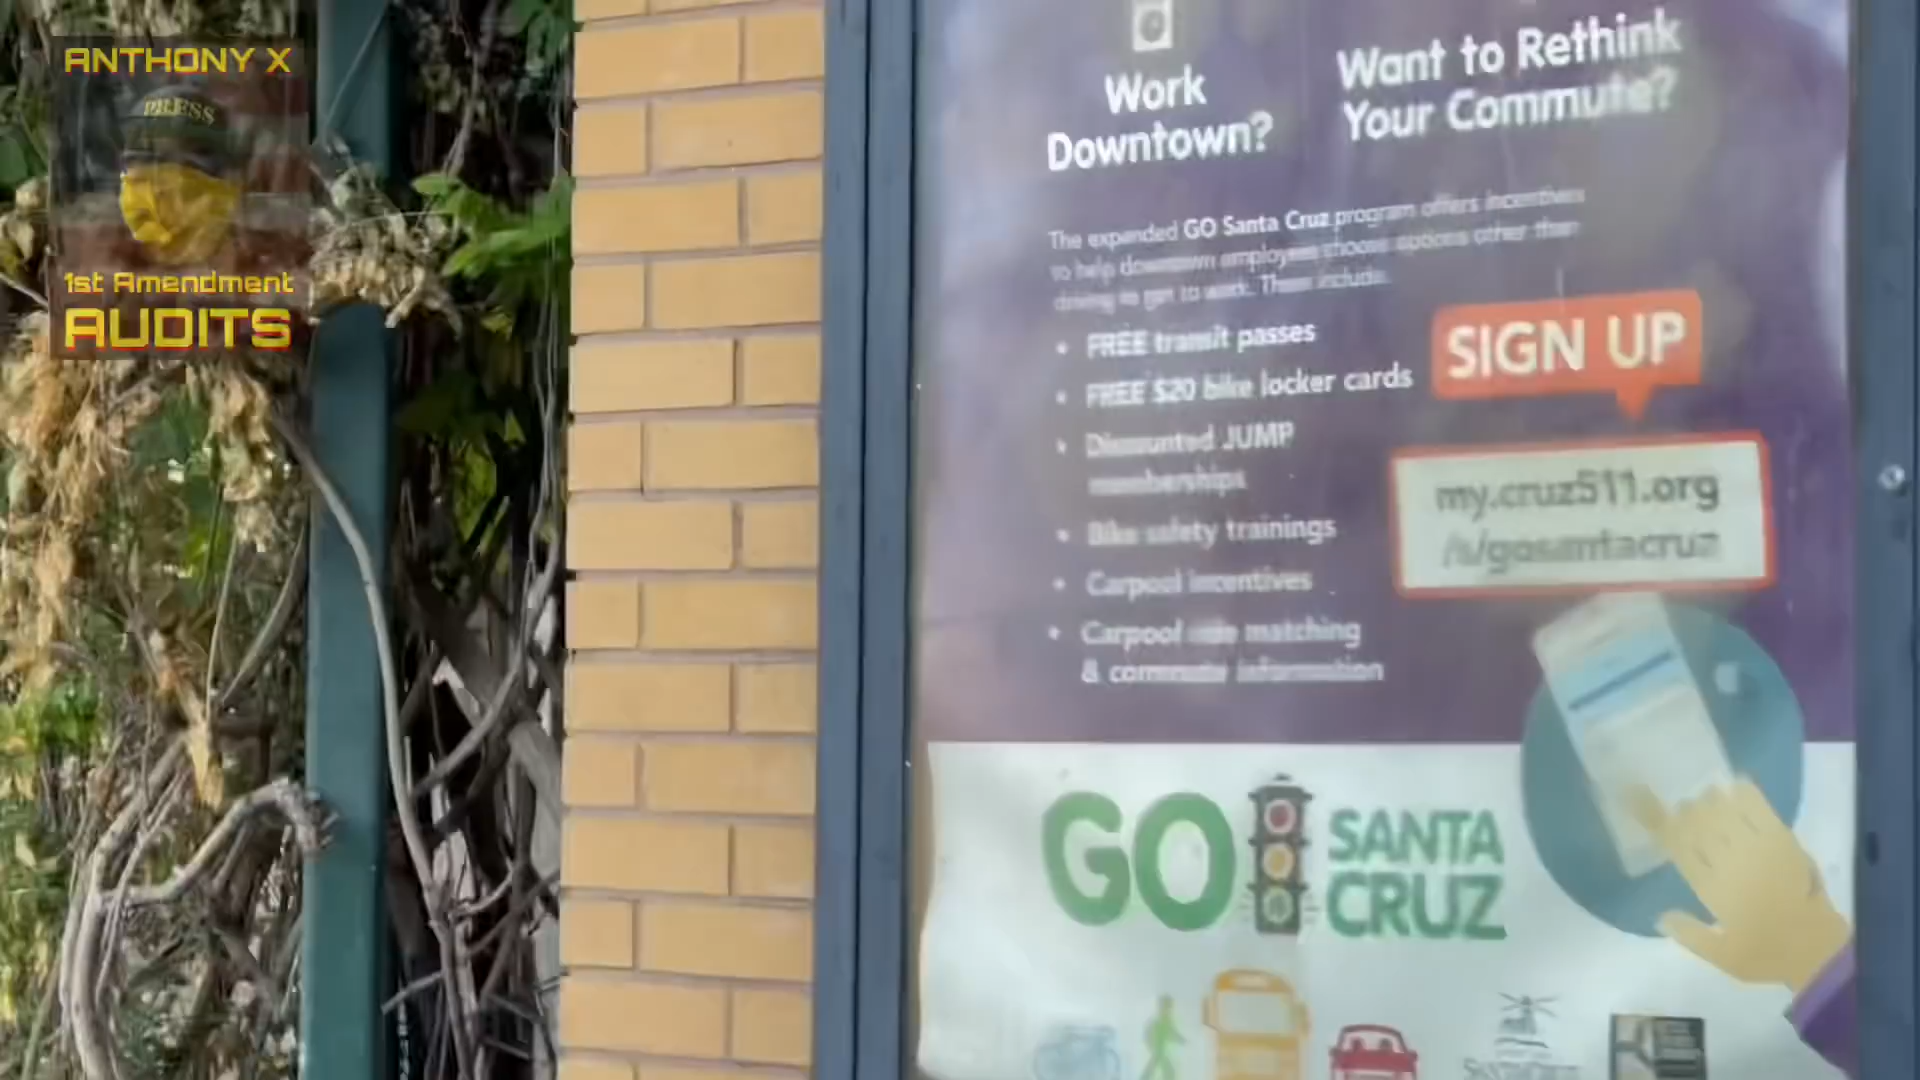 ANTHONY X
PRESS
1st Amendment
AUDITS
Work
Downtown?
Want to Rethink
Your Commute?
The expanded GO Santa Cruz program offers incentives
to help downtown employees choose options other than
driving to get to work. These include:
• FREE transit passes
• FREE $20 bike locker cards
• Discounted JUMP
memberships
• Bike safety trainings
• Carpool incentives
• Carpool matching
& commute information
SIGN UP
my.cruz511.org
/s/gosantacruz
GO SANTA
CRUZ